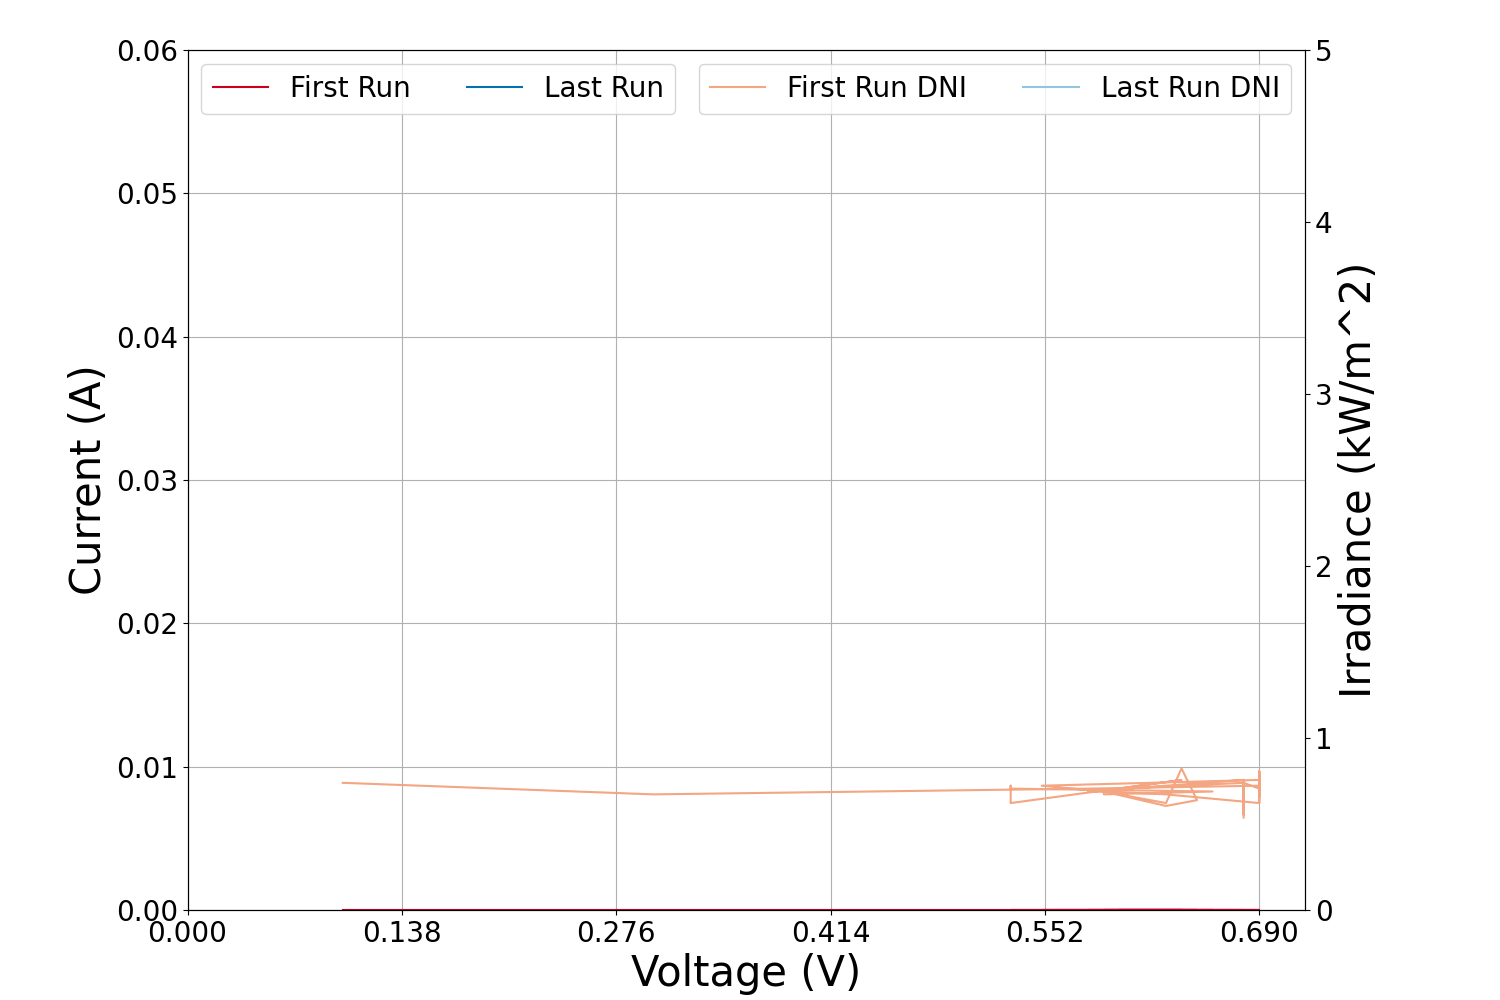 First Run
Last Run
First Run DNI
Last Run DNI
0.06
0.05
0.04
0.03
0.02
0.01
0.00
Current (A)
5
4
3
2
1
0
Irradiance (kW/m^2)
0.000 0.138 0.276 0.414 0.552 0.690
Voltage (V)